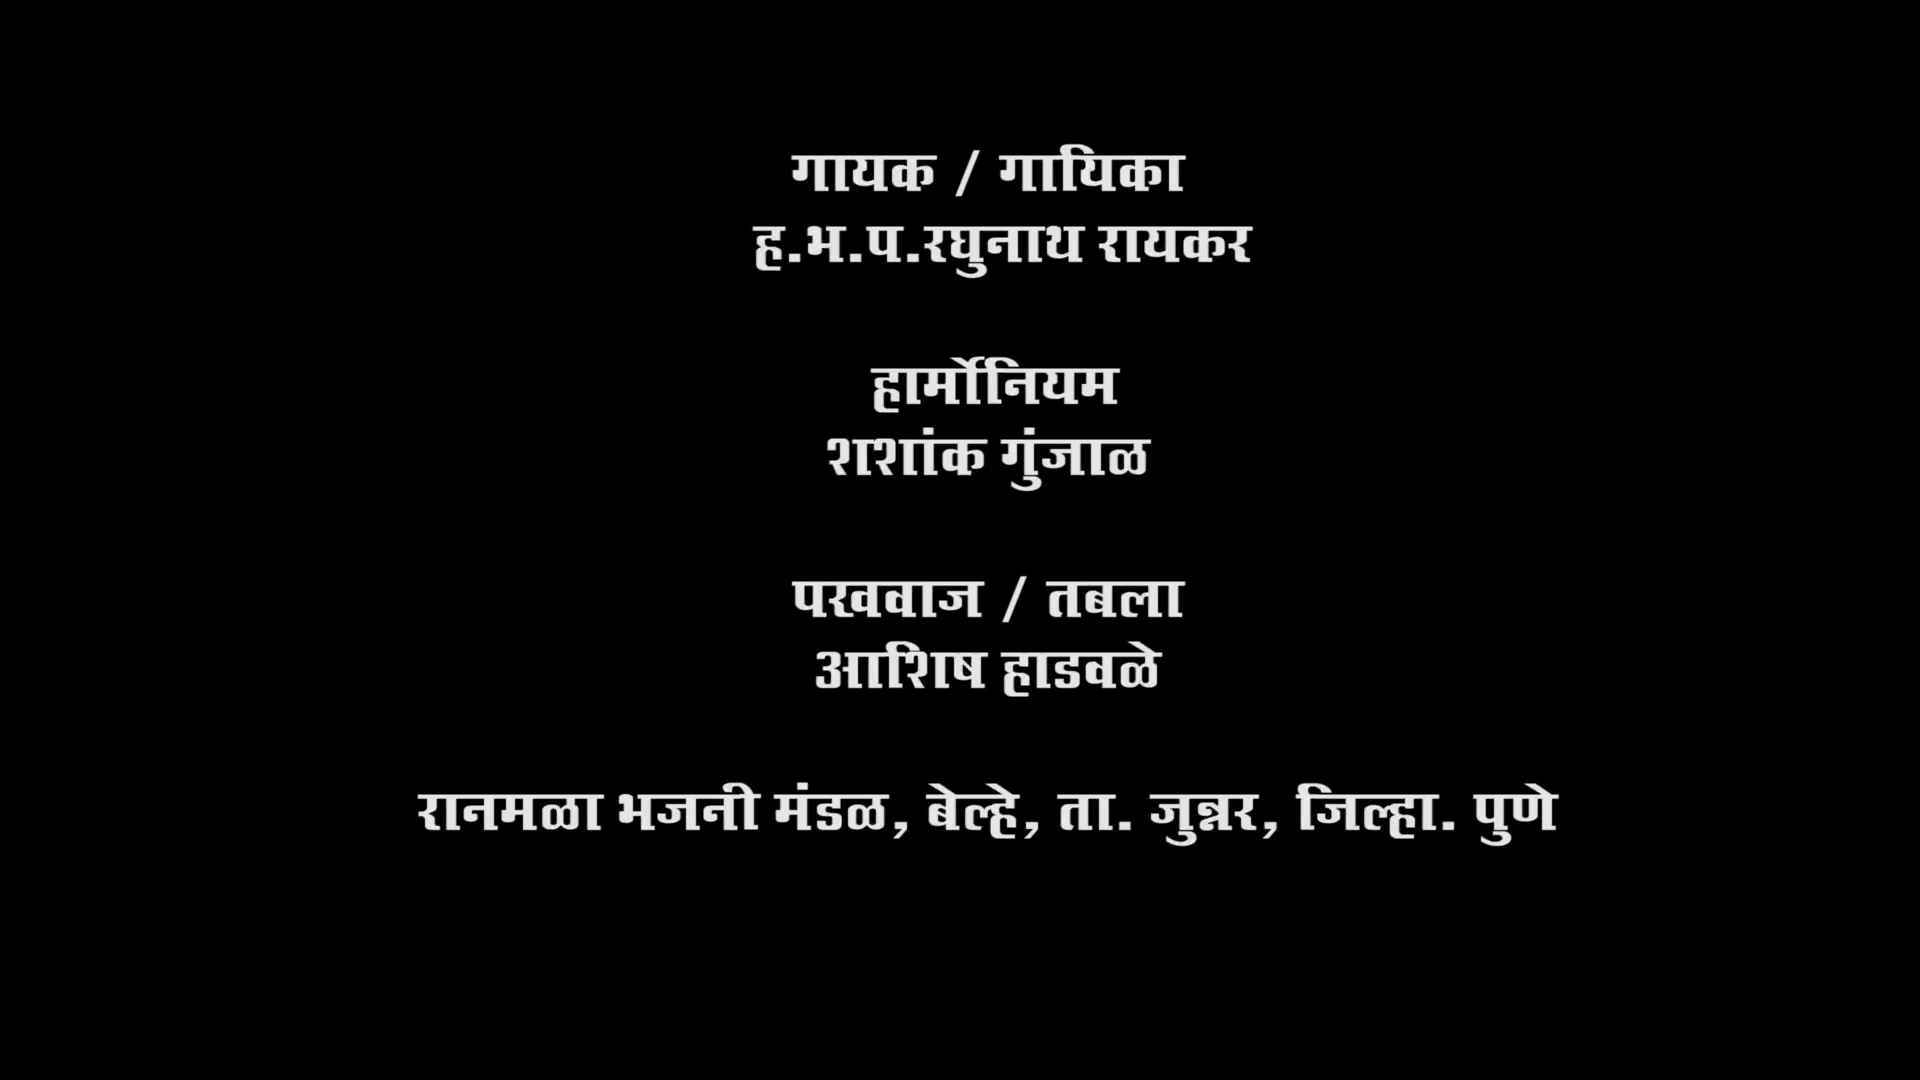 गायक / गायिका
ह.भ.प.रघुनाथ रायकर
हार्मोनियम
शशांक गुंजाळ
पखवाज / तबला
आशिष हाडवळे
रानमळा भजनी मंडळ, बेल्हे, ता. जुन्नर, जिल्हा. पुणे